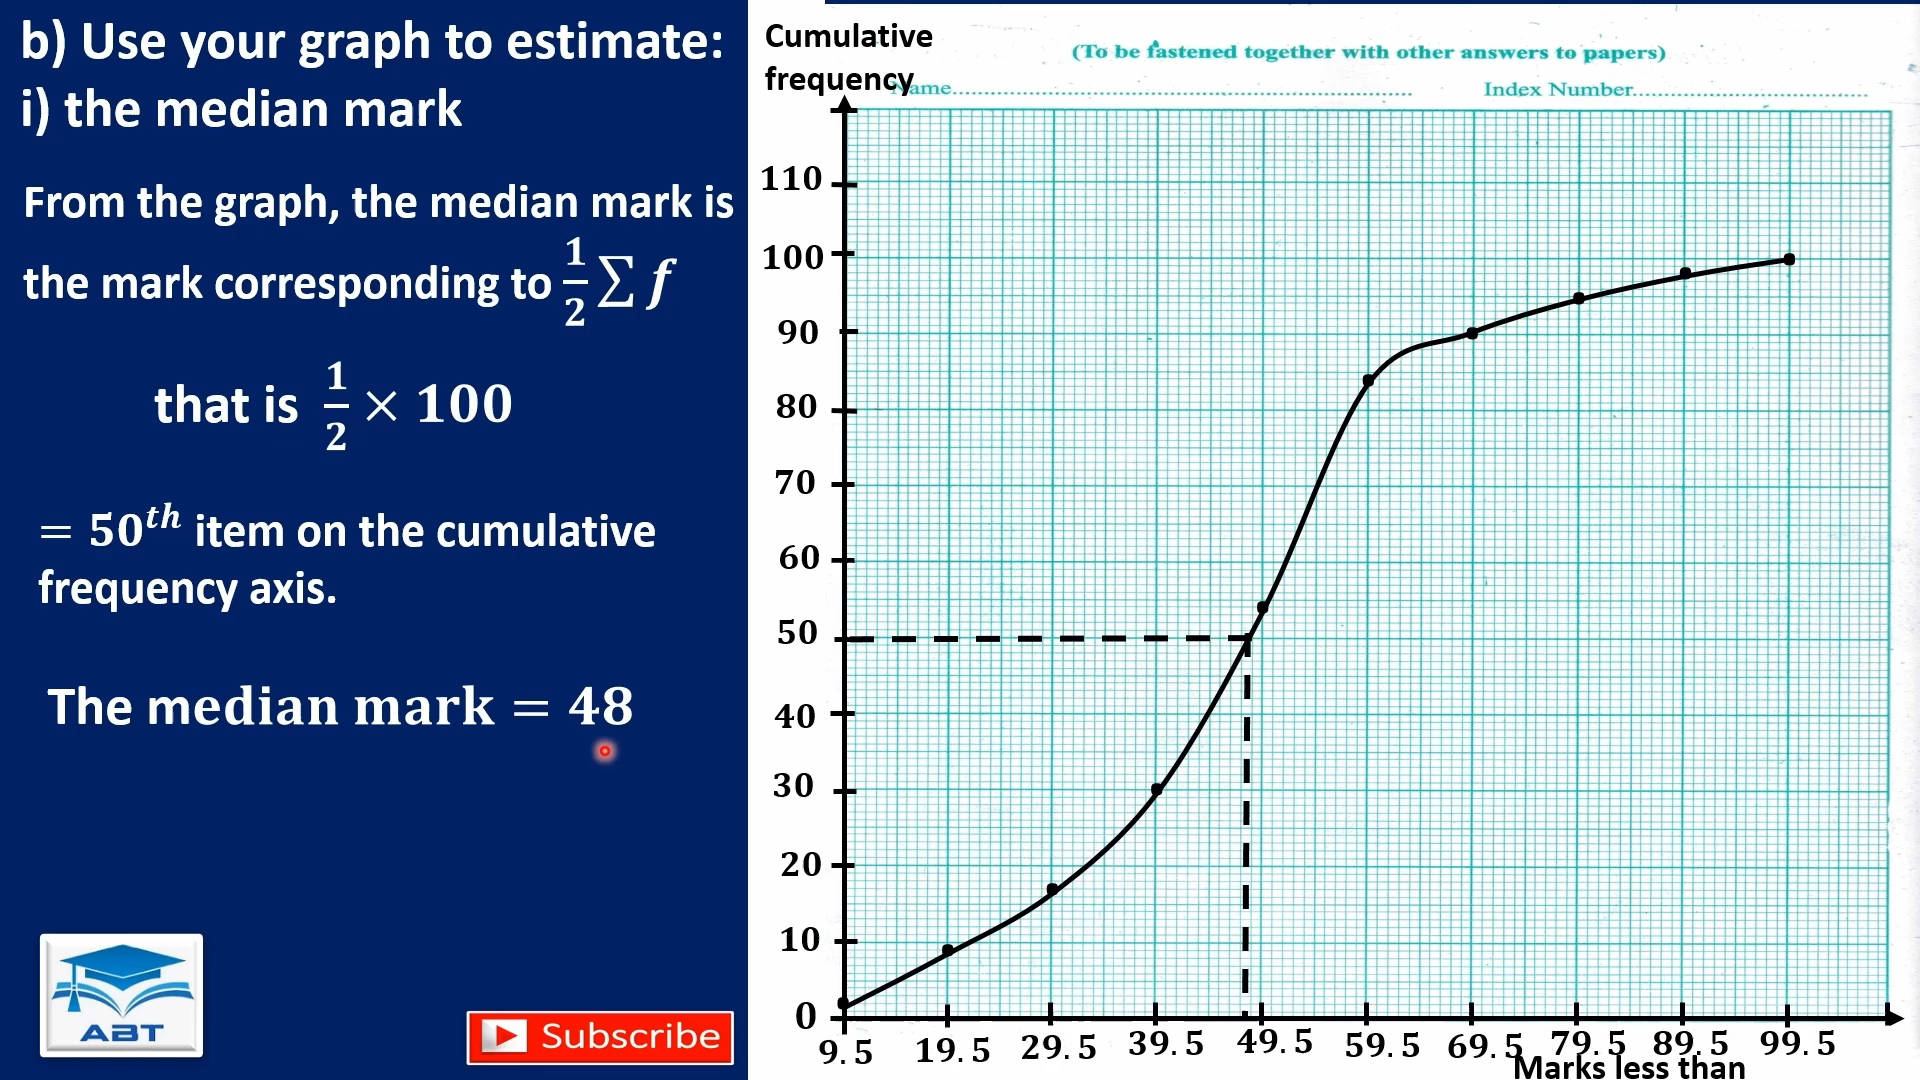 b) Use your graph to estimate:
i) the median mark
From the graph, the median mark is
the mark corresponding to 1/2 ∑ f
that is 1/2 × 100
= 50th item on the cumulative
frequency axis.
The median mark = 48
ABT
Subscribe
Cumulative
frequency
(To be fastened together with other answers to papers)
Name
Index Number
110
100
90
80
70
60
50
40
30
20
10
0
9.5 19.5 29.5 39.5 49.5 59.5 69.5 79.5 89.5 99.5
Marks less than